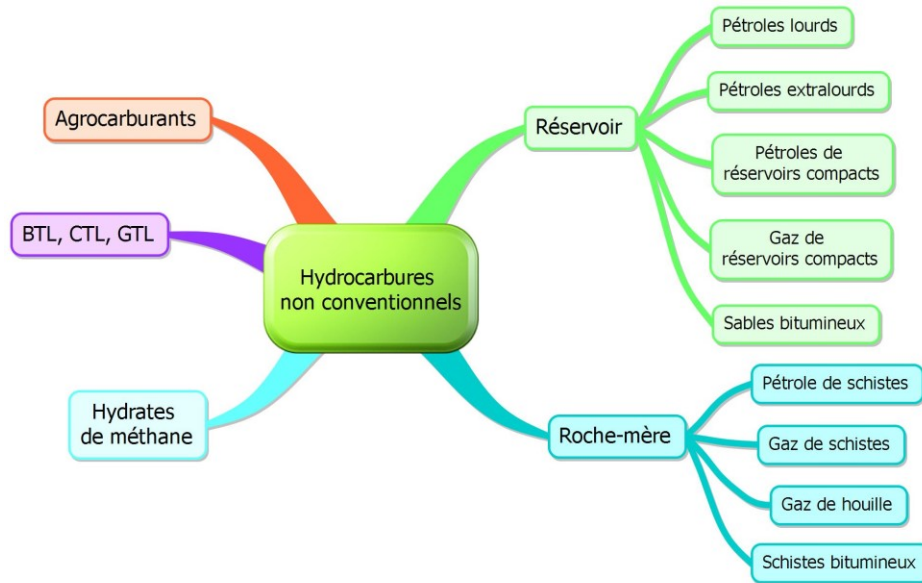 Hydrocarbures
non conventionnels
Agrocarburants
BTL, CTL, GTL
Hydrates
de méthane
Réservoir
Pétroles lourds
Pétroles extralourds
Pétroles de
réservoirs compacts
Gaz de
réservoirs compacts
Sables bitumineux
Roche-mère
Pétrole de schistes
Gaz de schistes
Gaz de houille
Schistes bitumineux